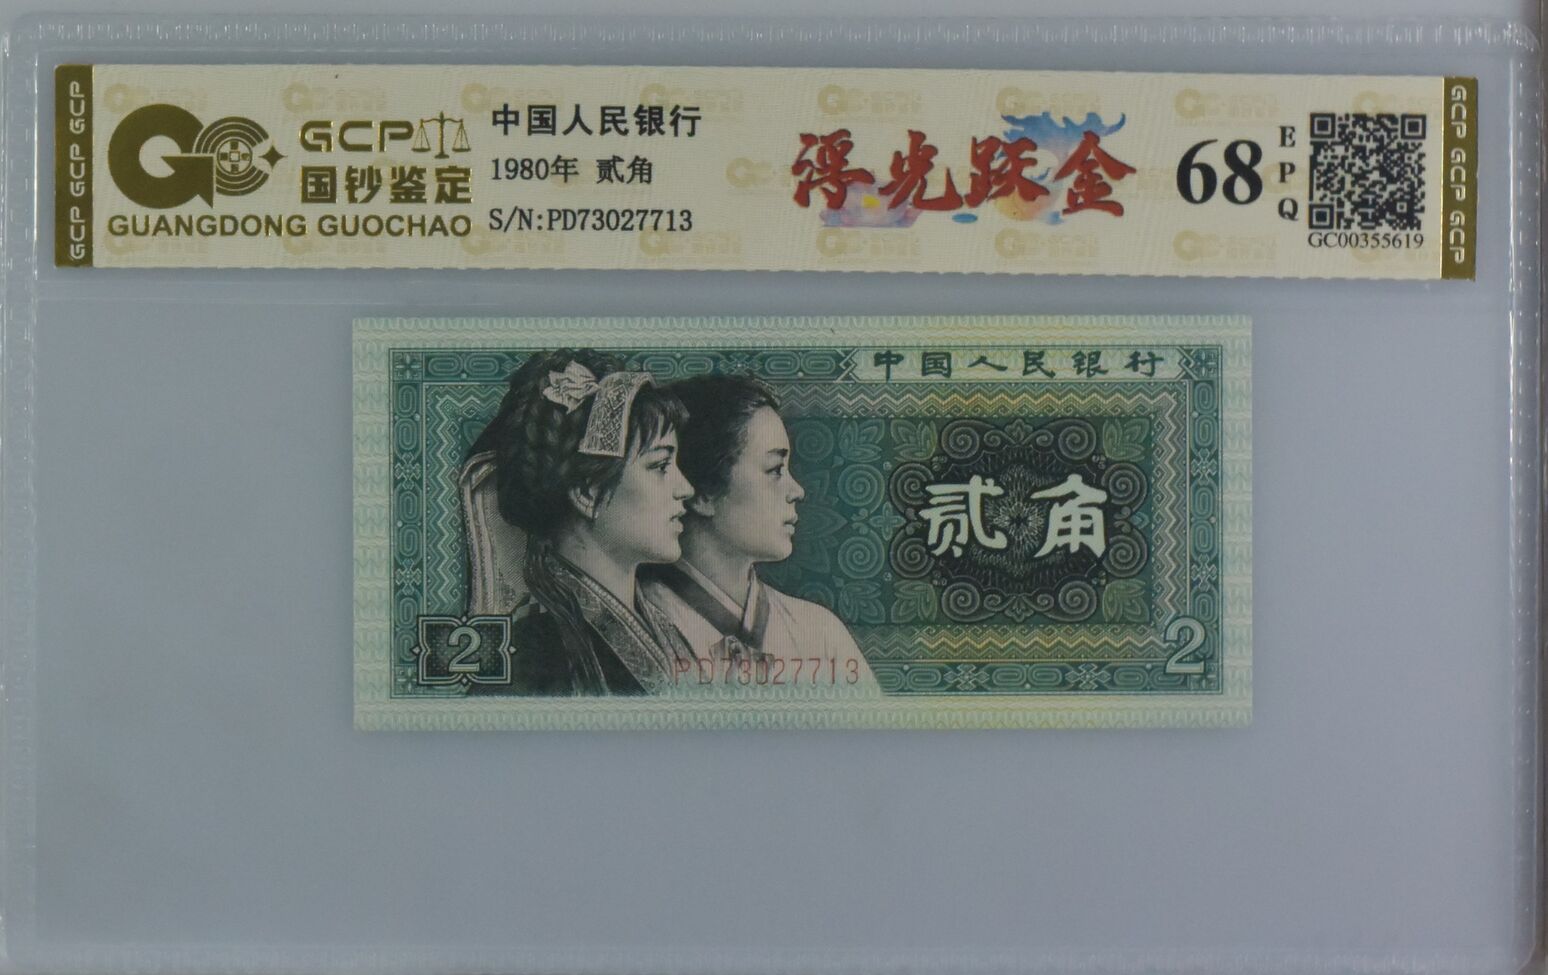 GCP GCP GCP
GCP
国钞鉴定
GUANGDONG GUOCHAO
中国人民银行
1980年 贰角
S/N:PD73027713
浮光跃金
68
EPQ
GC00355619
GCP GCP GCP
中国人民银行
贰角
2
2
PD73027713